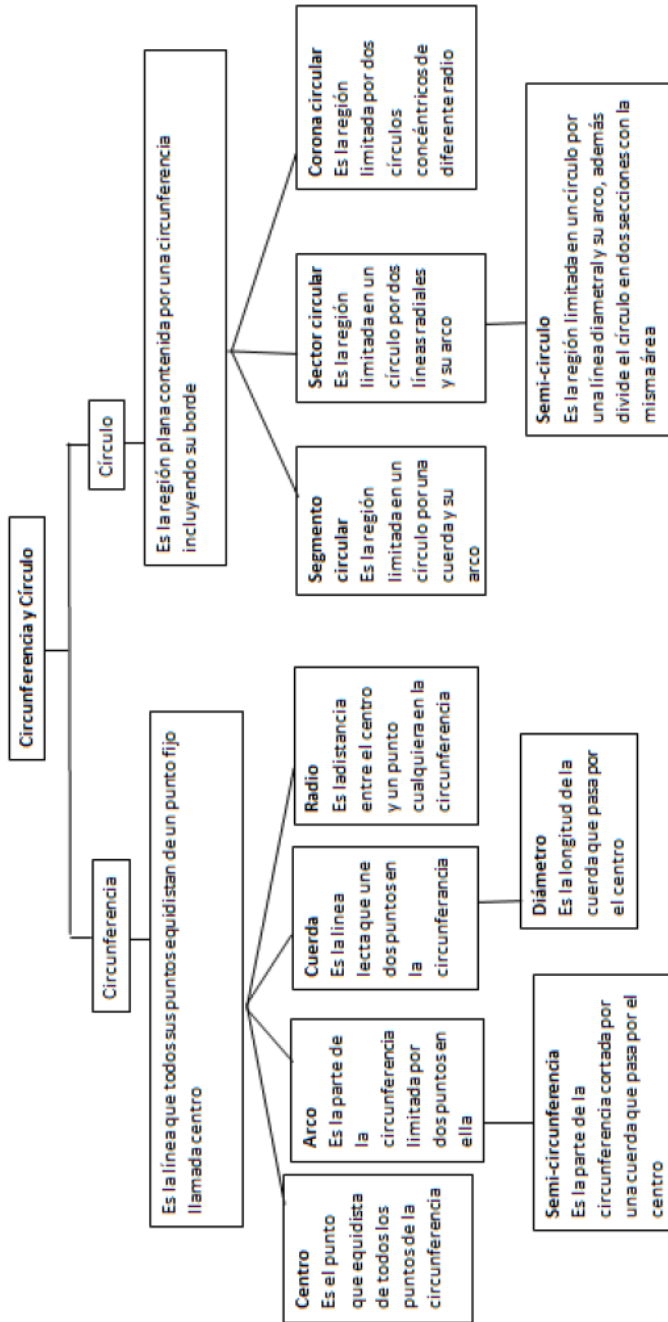 Circunferencia y Círculo
Circunferencia
Círculo
Es la línea que todos sus puntos equidistan de un punto fijo
llamada centro
Es la región plana contenida por una circunferencia
incluyendo su borde
Centro
Es el punto
que equidista
de todos los
puntos de la
circunferencia
Arco
Es la parte de
la
circunferencia
limitada por
dos puntos en
ella
Cuerda
Es la linea
lecta que une
dos puntos en
la
circunferancia
Radio
Es ladistancia
entre el centro
y un punto
cualquiera en la
circunferencia
Segmento
circular
Es la región
limitada en un
círculo por una
cuerda y su
arco
Sector circular
Es la región
limitada en un
círculo por dos
líneas radiales
y su arco
Corona circular
Es la región
limitada por dos
círculos
concéntricos de
diferente radio
Semi-circunferencia
Es la parte de la
circunferencia cortada por
una cuerda que pasa por el
centro
Diámetro
Es la longitud de la
cuerda que pasa por
el centro
Semi-circulo
Es la región limitada en un círculo por
una línea diametral y su arco, además
divide el círculo en dos secciones con la
misma área